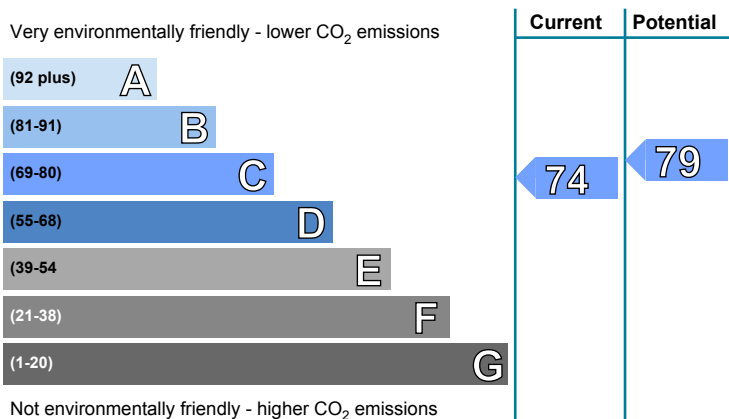 Very environmentally friendly - lower CO2 emissions
Current
Potential
(92 plus) A
(81-91) B
(69-80) C
74
79
(55-68) D
(39-54 E
(21-38) F
(1-20) G
Not environmentally friendly - higher CO2 emissions